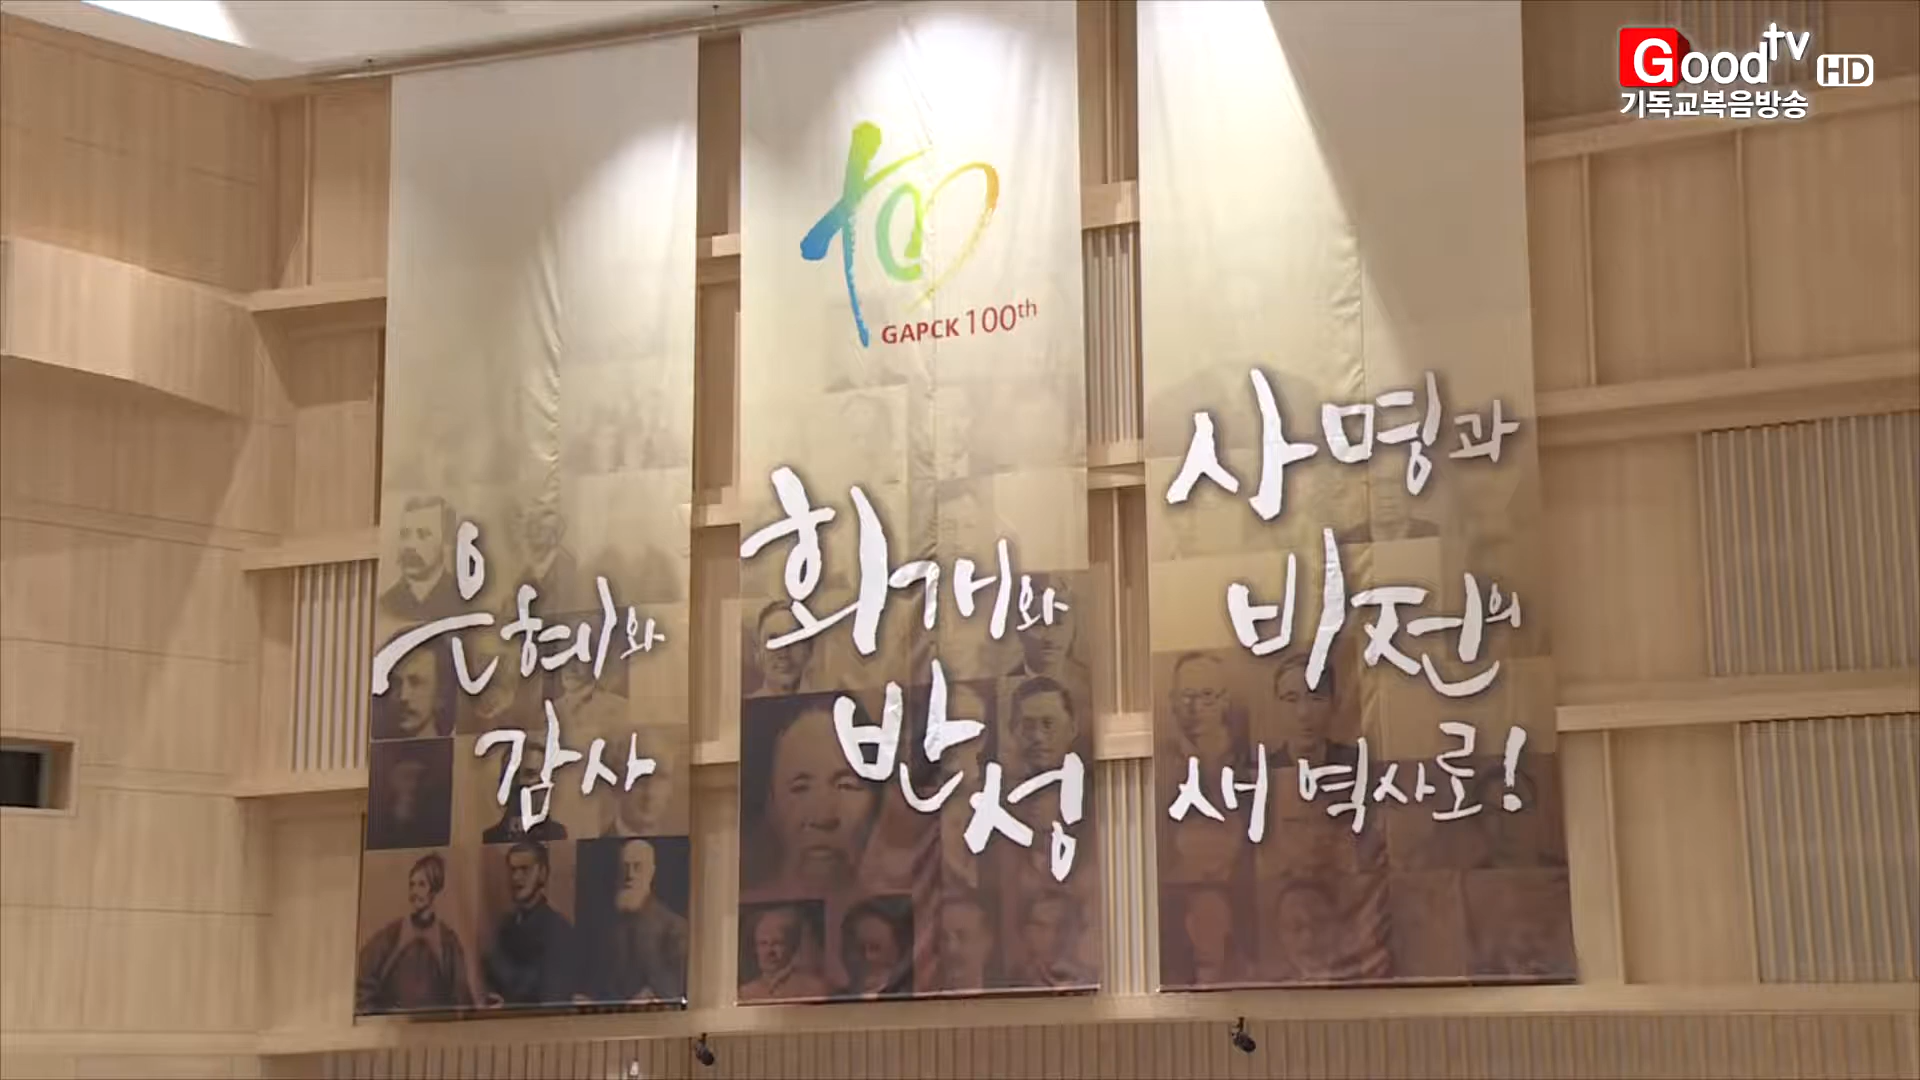 Good tv HD
기독교복음방송
GAPCK 100th
은혜와
감사
회개와
반성
사명과
비전의
새 역사로!